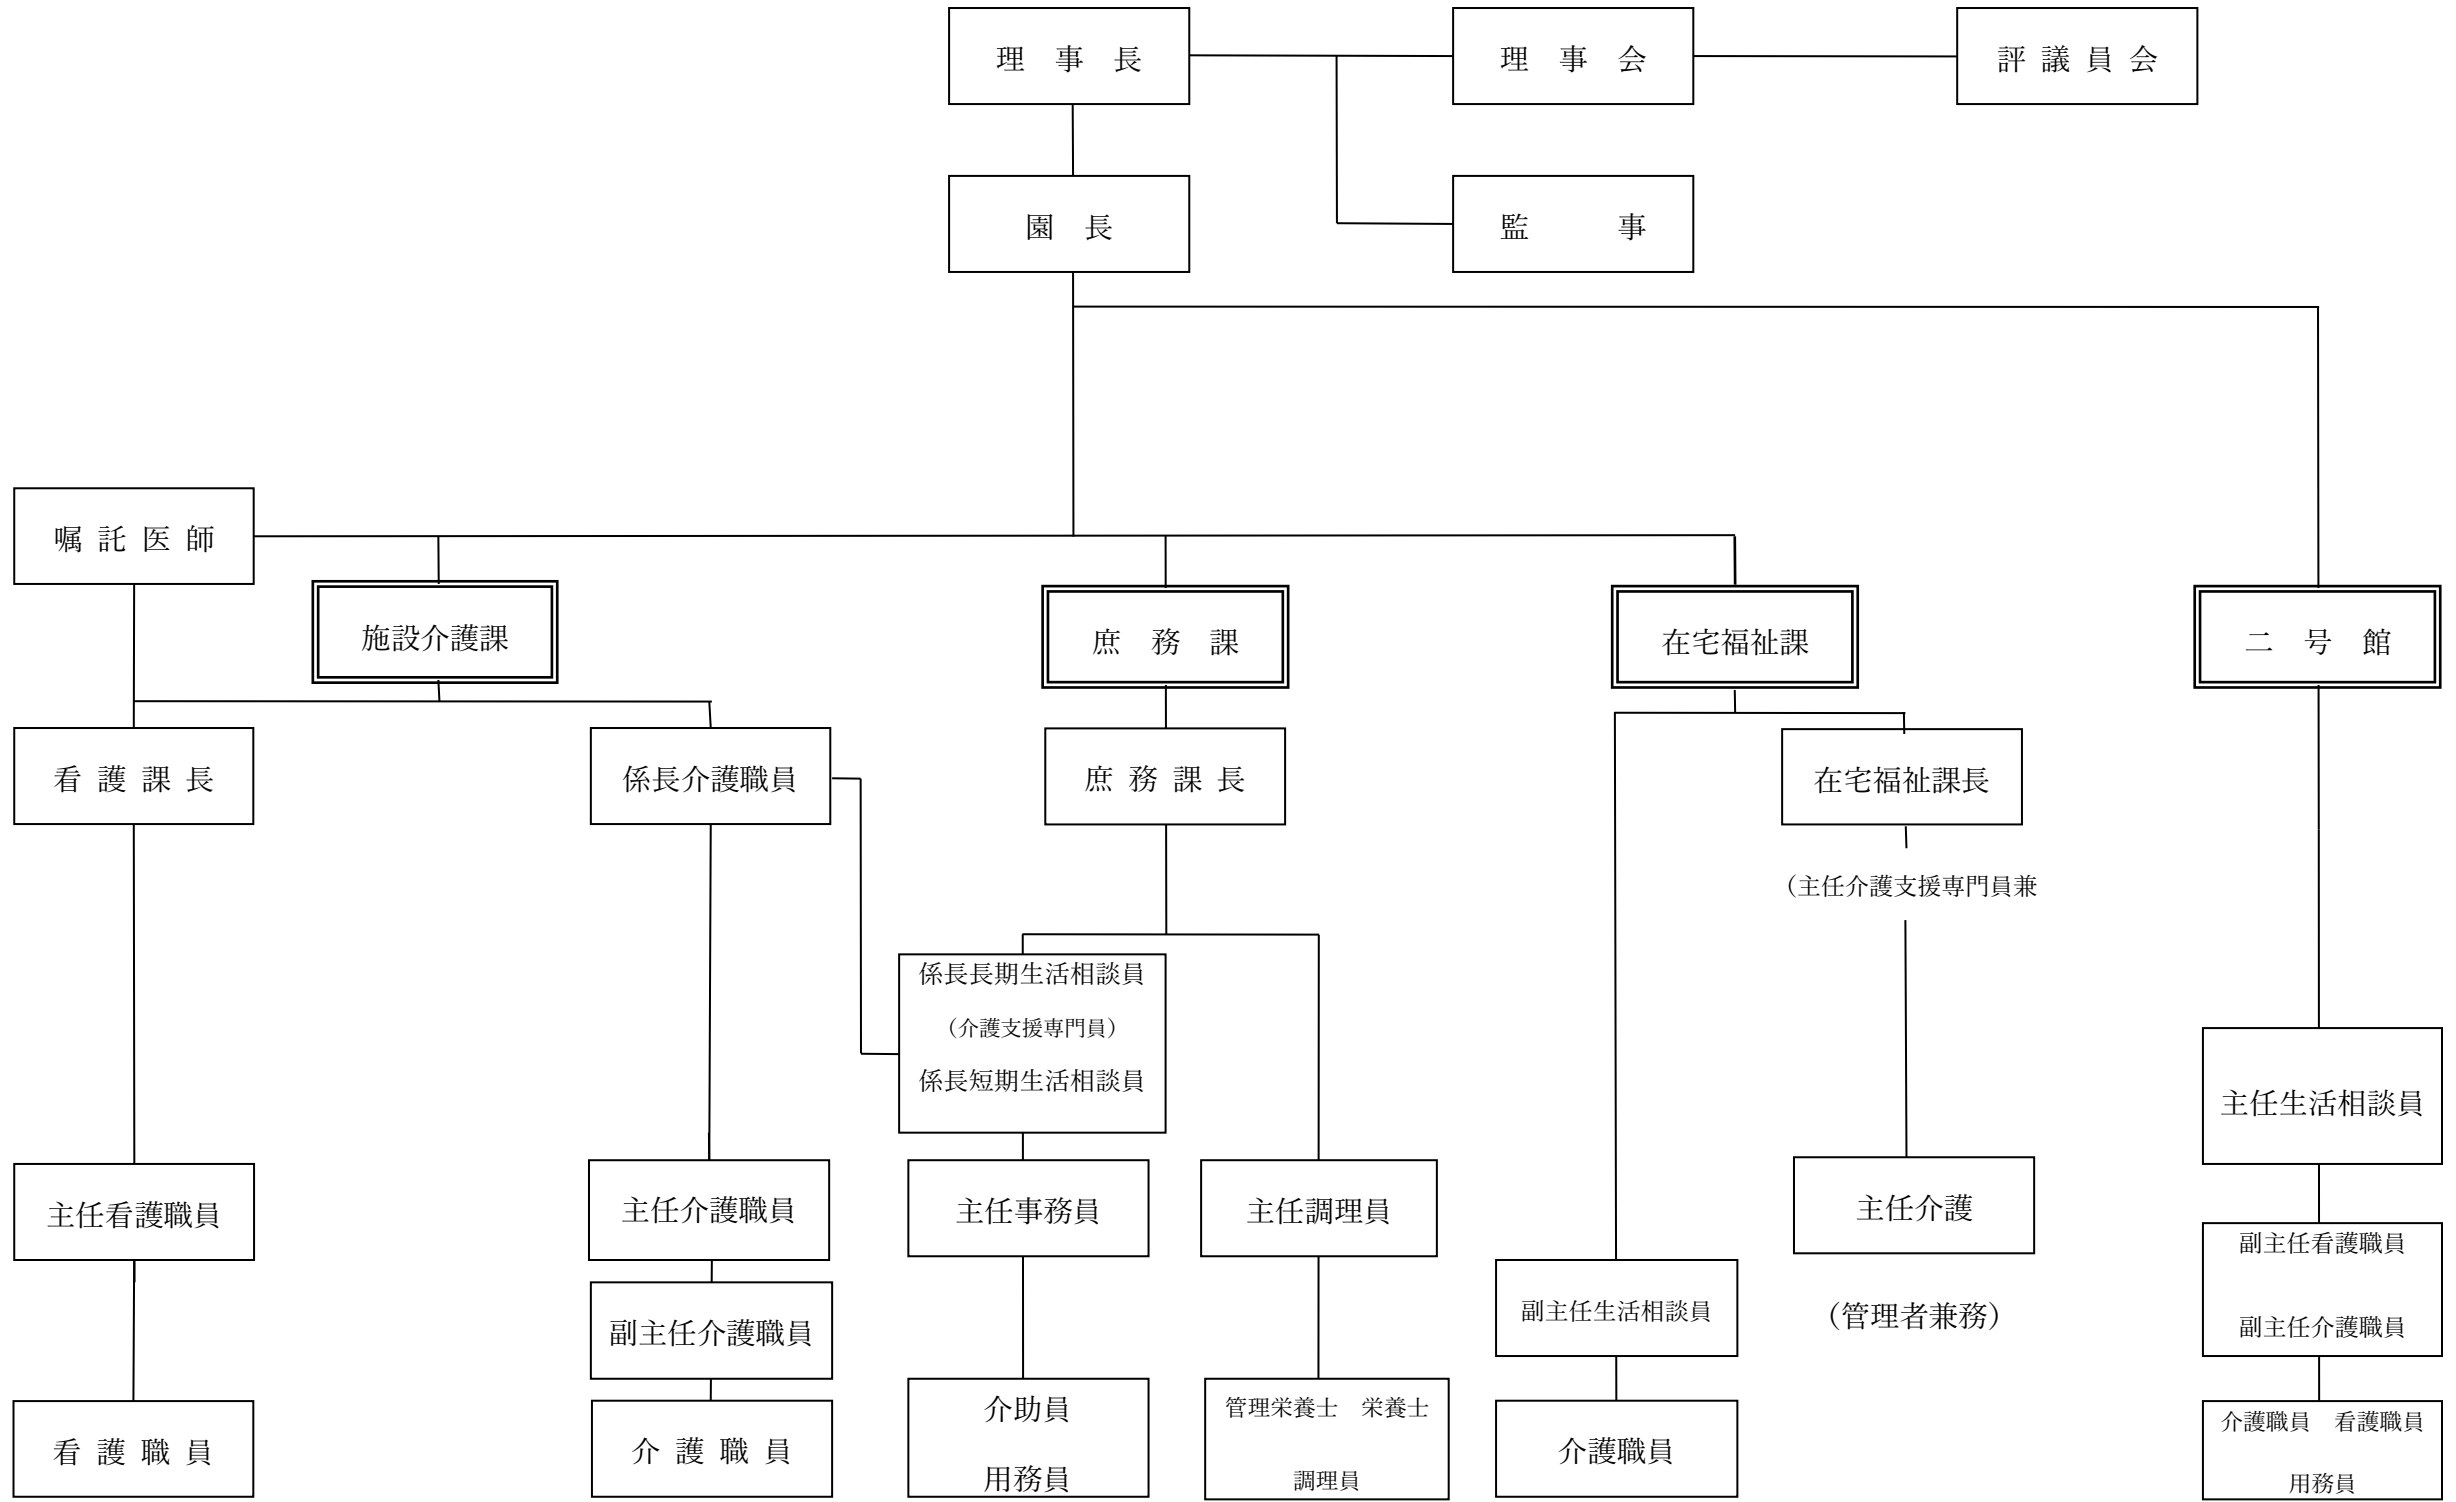 理　事　長
理　事　会
評 議 員 会
園　長
監　　　事
嘱 託 医 師
施設介護課
庶　務　課
在宅福祉課
二　号　館
看 護 課 長
係長介護職員
庶 務 課 長
在宅福祉課長
（主任介護支援専門員兼
係長長期生活相談員
（介護支援専門員）
係長短期生活相談員
主任生活相談員
主任看護職員
主任介護職員
主任事務員
主任調理員
主任介護
（管理者兼務）
副主任介護職員
副主任生活相談員
副主任看護職員
副主任介護職員
看 護 職 員
介 護 職 員
介助員
用務員
管理栄養士　栄養士
調理員
介護職員
介護職員　看護職員
用務員